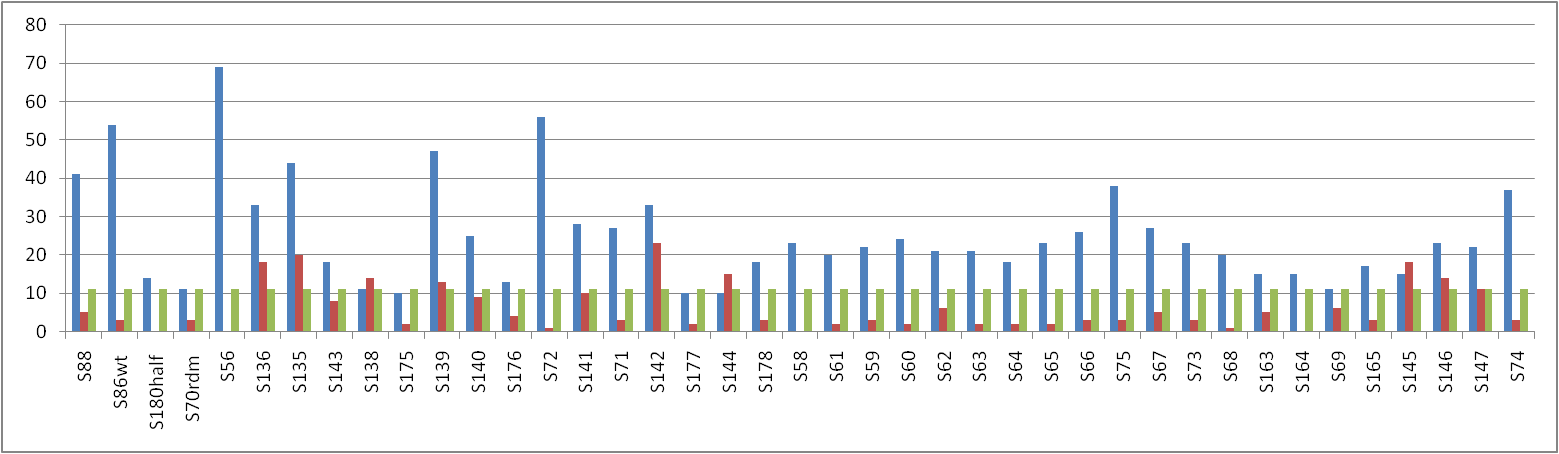 80
70
60
50
40
30
20
10
0
S88
S86wt
S180half
S70rdm
S56
S136
S135
S143
S138
S175
S139
S140
S176
S72
S141
S71
S142
S177
S144
S178
S58
S61
S59
S60
S62
S63
S64
S65
S66
S75
S67
S73
S68
S163
S164
S69
S165
S145
S146
S147
S74